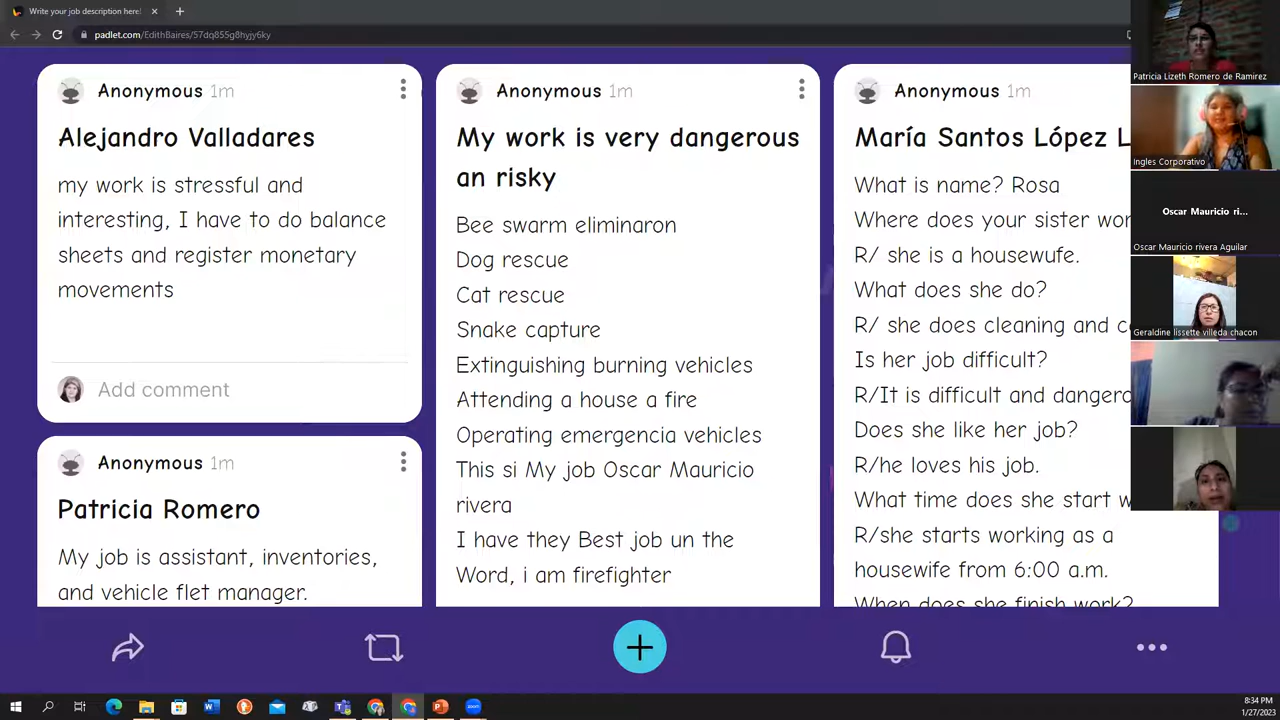 Write your job description here!
padlet.com/EdithBaires/57dq855g8hyjy6ky
Anonymous 1m
Alejandro Valladares
my work is stressful and
interesting, I have to do balance
sheets and register monetary
movements
Add comment
Anonymous 1m
Patricia Romero
My job is assistant, inventories,
and vehicle flet manager.
Anonymous 1m
My work is very dangerous
an risky
Bee swarm eliminaron
Dog rescue
Cat rescue
Snake capture
Extinguishing burning vehicles
Attending a house a fire
Operating emergencia vehicles
This si My job Oscar Mauricio
rivera
I have they Best job un the
Word, i am firefighter
Anonymous 1m
María Santos López L
What is name? Rosa
Where does your sister wor
R/ she is a housewufe.
What does she do?
R/ she does cleaning and c
Is her job difficult?
R/It is difficult and dangero
Does she like her job?
R/he loves his job.
What time does she start w
R/she starts working as a
housewife from 6:00 a.m.
When does she finish work?
Patricia Lizeth Romero de Ramirez
Ingles Corporativo
Oscar Mauricio ri...
Oscar Mauricio rivera Aguilar
Geraldine lissette villeda chacon
8:34 PM
1/27/2023